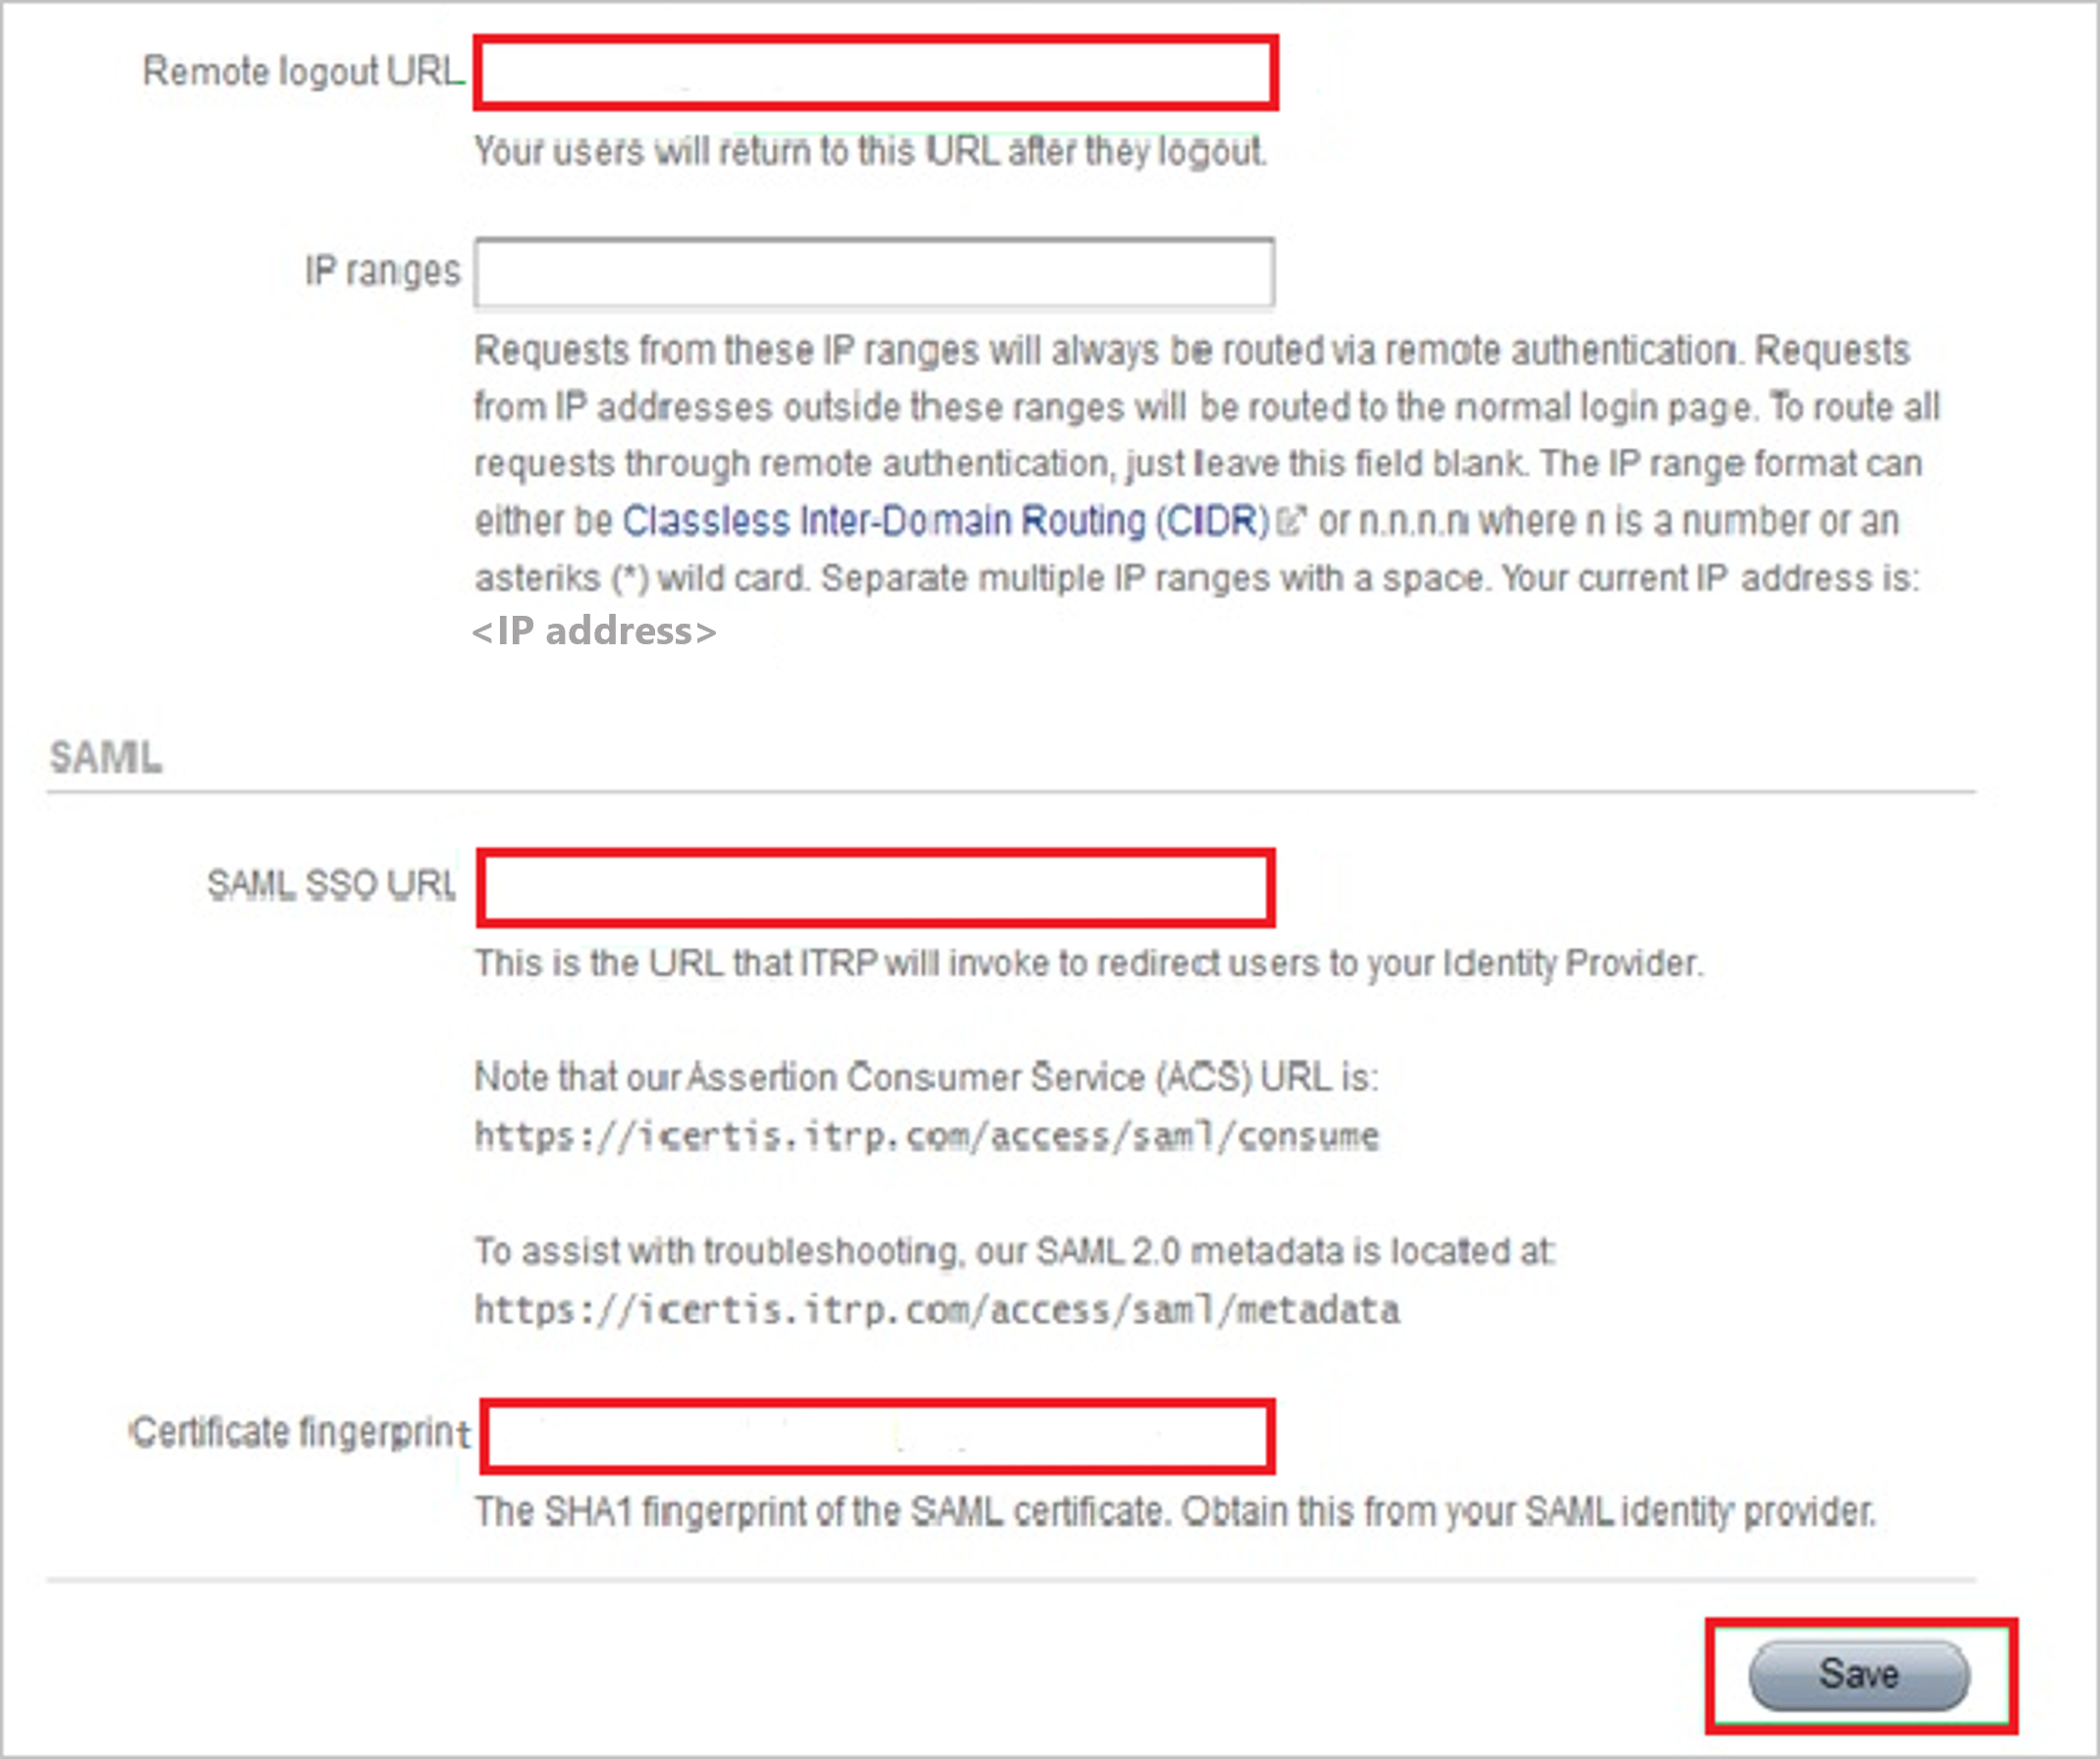 Remote logout URL
Your users will return to this URL after they logout.
IP ranges
Requests from these IP ranges will always be routed via remote authentication. Requests
from IP addresses outside these ranges will be routed to the normal login page. To route all
requests through remote authentication, just leave this field blank. The IP range format can
either be Classless Inter-Domain Routing (CIDR) or n.n.n.n where n is a number or an
asteriks (*) wild card. Separate multiple IP ranges with a space. Your current IP address is:
<IP address>
SAML
SAML SSO URL
This is the URL that ITRP will invoke to redirect users to your Identity Provider.
Note that our Assertion Consumer Service (ACS) URL is:
https://icertis.itrp.com/access/saml/consume
To assist with troubleshooting, our SAML 2.0 metadata is located at:
https://icertis.itrp.com/access/saml/metadata
Certificate fingerprint
The SHA1 fingerprint of the SAML certificate. Obtain this from your SAML identity provider.
Save